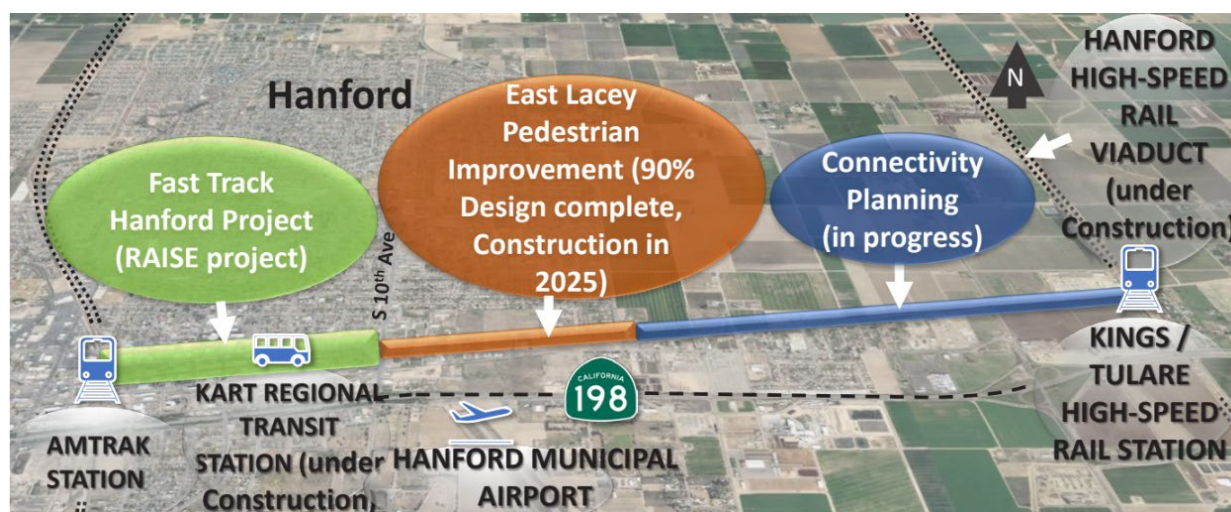 Hanford
Fast Track
Hanford Project
(RAISE project)
East Lacey
Pedestrian
Improvement (90%
Design complete,
Construction in
2025)
Connectivity
Planning
(in progress)
N
HANFORD
HIGH-SPEED
RAIL
VIADUCT
(under
Construction
S 10th Ave
AMTRAK
STATION
KART REGIONAL
TRANSIT
STATION (under
Construction,
CALIFORNIA
198
HANFORD MUNICIPAL
AIRPORT
KINGS /
TULARE
HIGH-SPEED
RAIL STATION